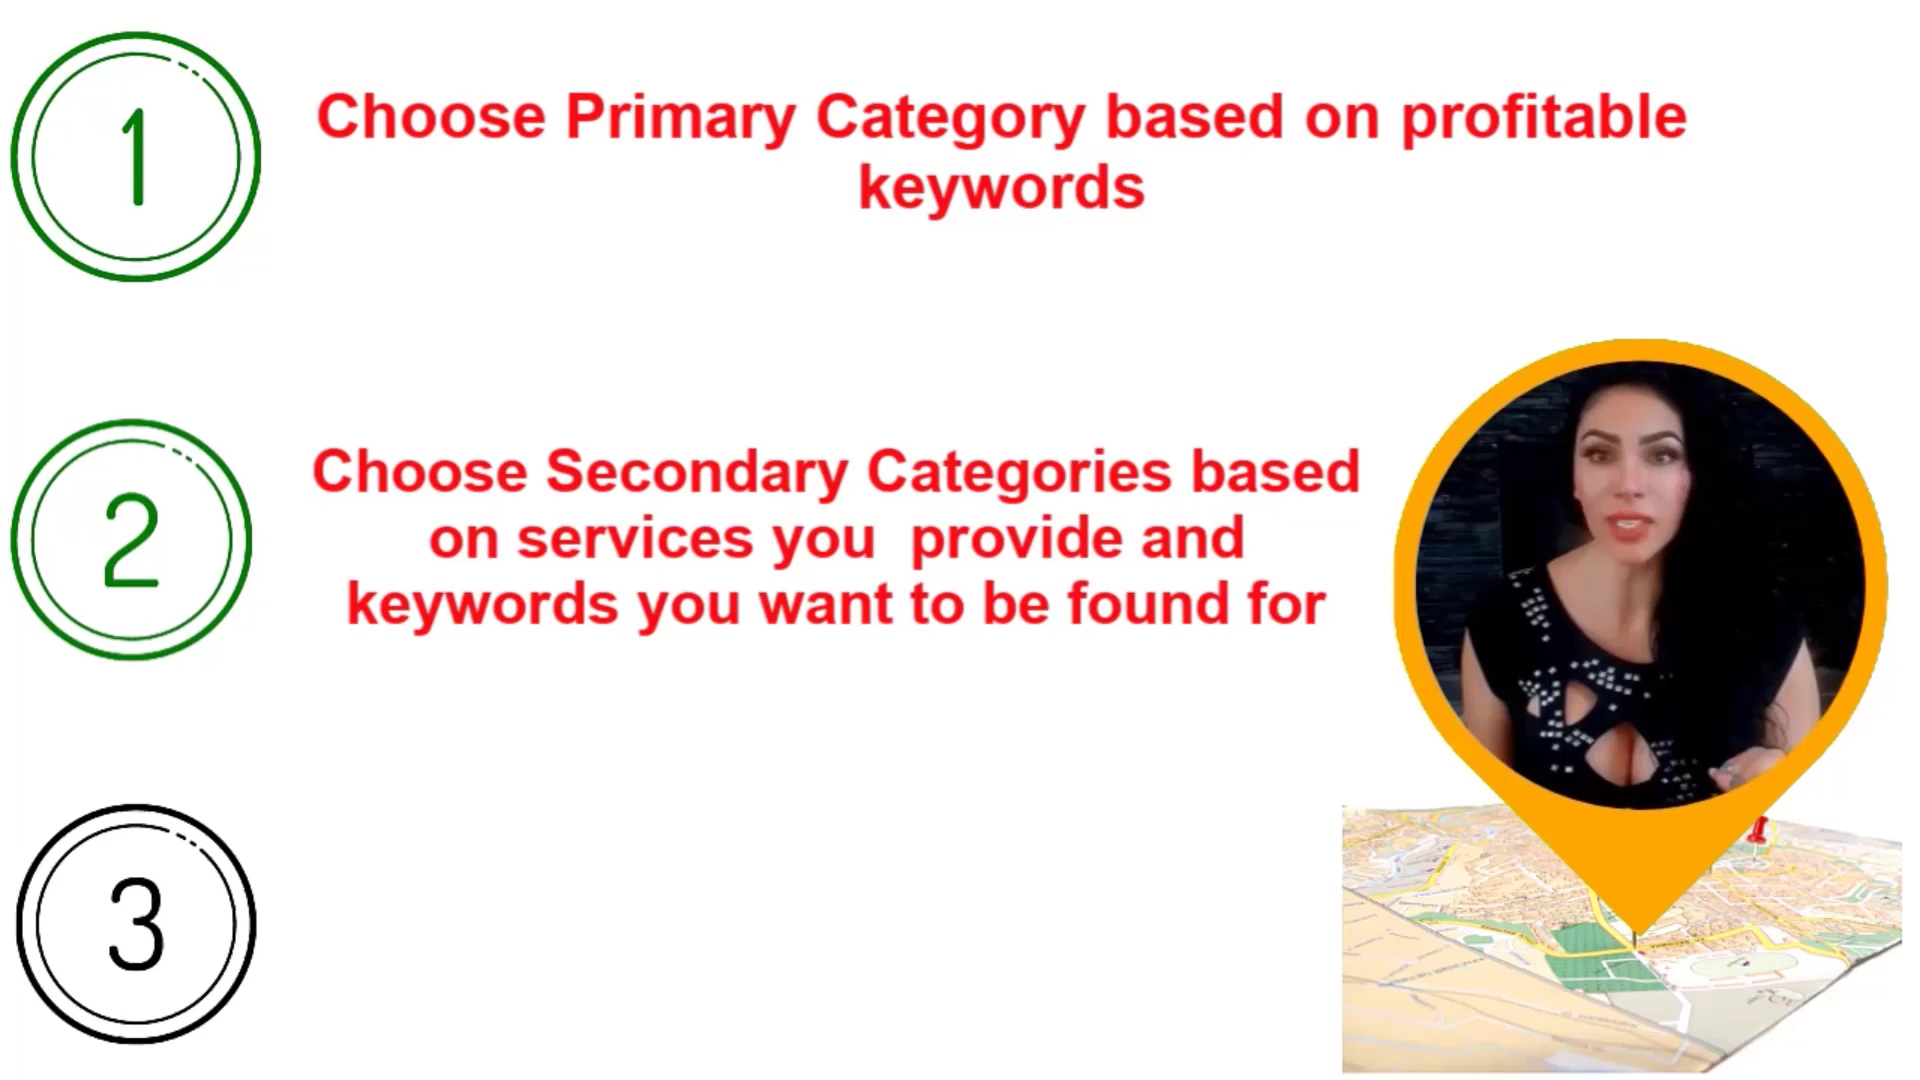 1
Choose Primary Category based on profitable
keywords
2
Choose Secondary Categories based
on services you  provide and
keywords you want to be found for
3